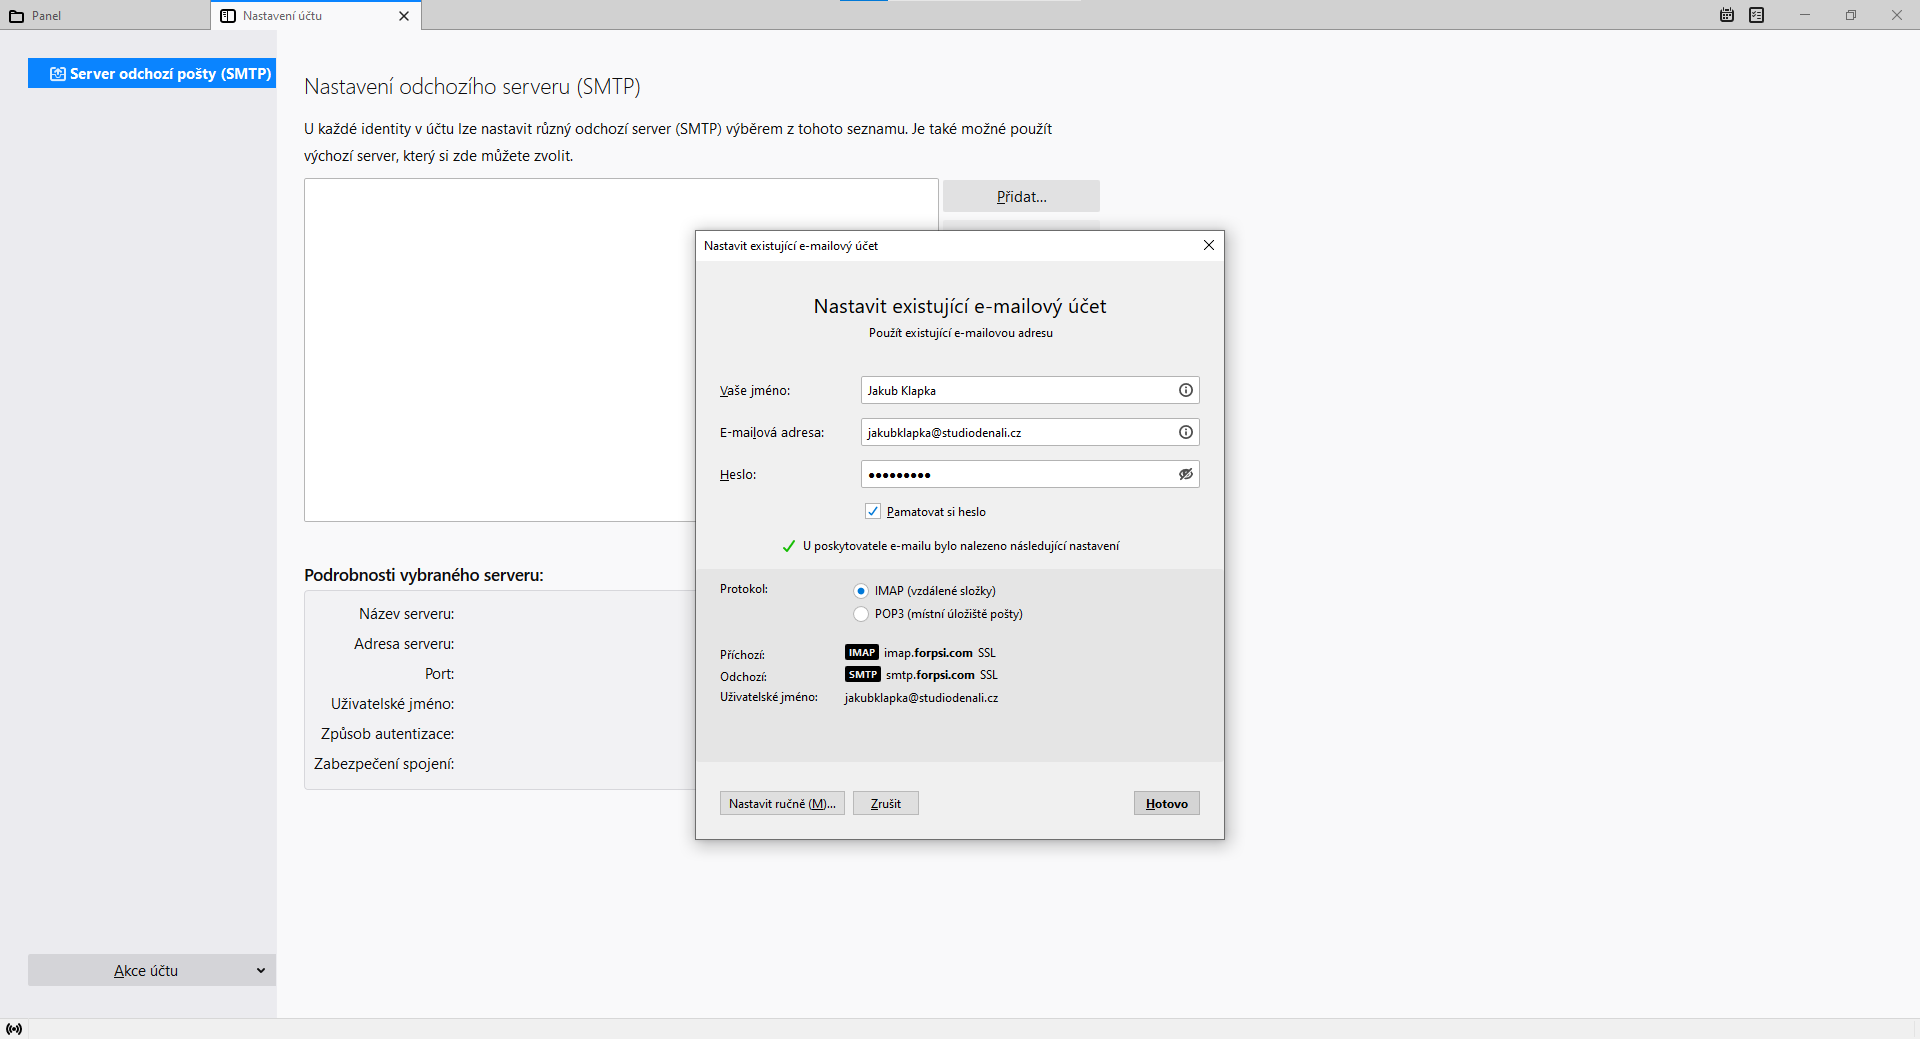 Panel
Nastavení účtu
Server odchozí pošty (SMTP)
Nastavení odchozího serveru (SMTP)
U každé identity v účtu lze nastavit různý odchozí server (SMTP) výběrem z tohoto seznamu. Je také možné použít
výchozí server, který si zde můžete zvolit.
Přidat...
Podrobnosti vybraného serveru:
Název serveru:
Adresa serveru:
Port:
Uživatelské jméno:
Způsob autentizace:
Zabezpečení spojení:
Akce účtu
Nastavit existující e-mailový účet
Nastavit existující e-mailový účet
Použít existující e-mailovou adresu
Vaše jméno: Jakub Klapka
E-mailová adresa: jakubklapka@studiodenali.cz
Heslo: ●●●●●●●●●
Pamatovat si heslo
U poskytovatele e-mailu bylo nalezeno následující nastavení
Protokol: IMAP (vzdálené složky)
POP3 (místní úložiště pošty)
Příchozí: IMAP imap.forpsi.com SSL
Odchozí: SMTP smtp.forpsi.com SSL
Uživatelské jméno: jakubklapka@studiodenali.cz
Nastavit ručně (M)... Zrušit Hotovo